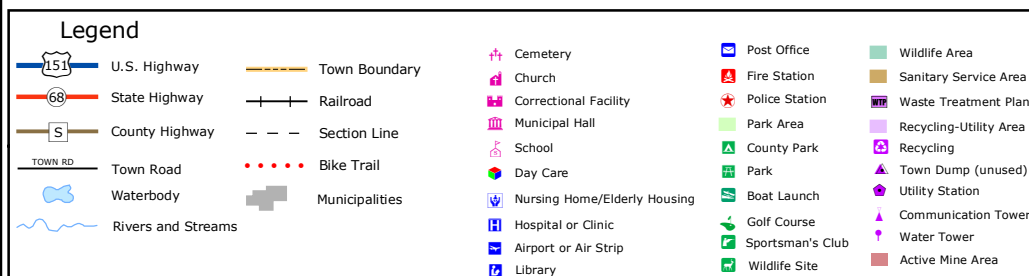 Legend
151 U.S. Highway
68 State Highway
S County Highway
TOWN RD
Town Road
Waterbody
Rivers and Streams
Town Boundary
Railroad
Section Line
Bike Trail
Municipalities
Cemetery
Church
Correctional Facility
Municipal Hall
School
Day Care
Nursing Home/Elderly Housing
H Hospital or Clinic
Airport or Air Strip
Library
Post Office
Fire Station
Police Station
Park Area
County Park
Park
Boat Launch
Golf Course
Sportsman's Club
Wildlife Site
Wildlife Area
Sanitary Service Area
WTP Waste Treatment Plan
Recycling-Utility Area
Recycling
Town Dump (unused)
Utility Station
Communication Tower
Water Tower
Active Mine Area